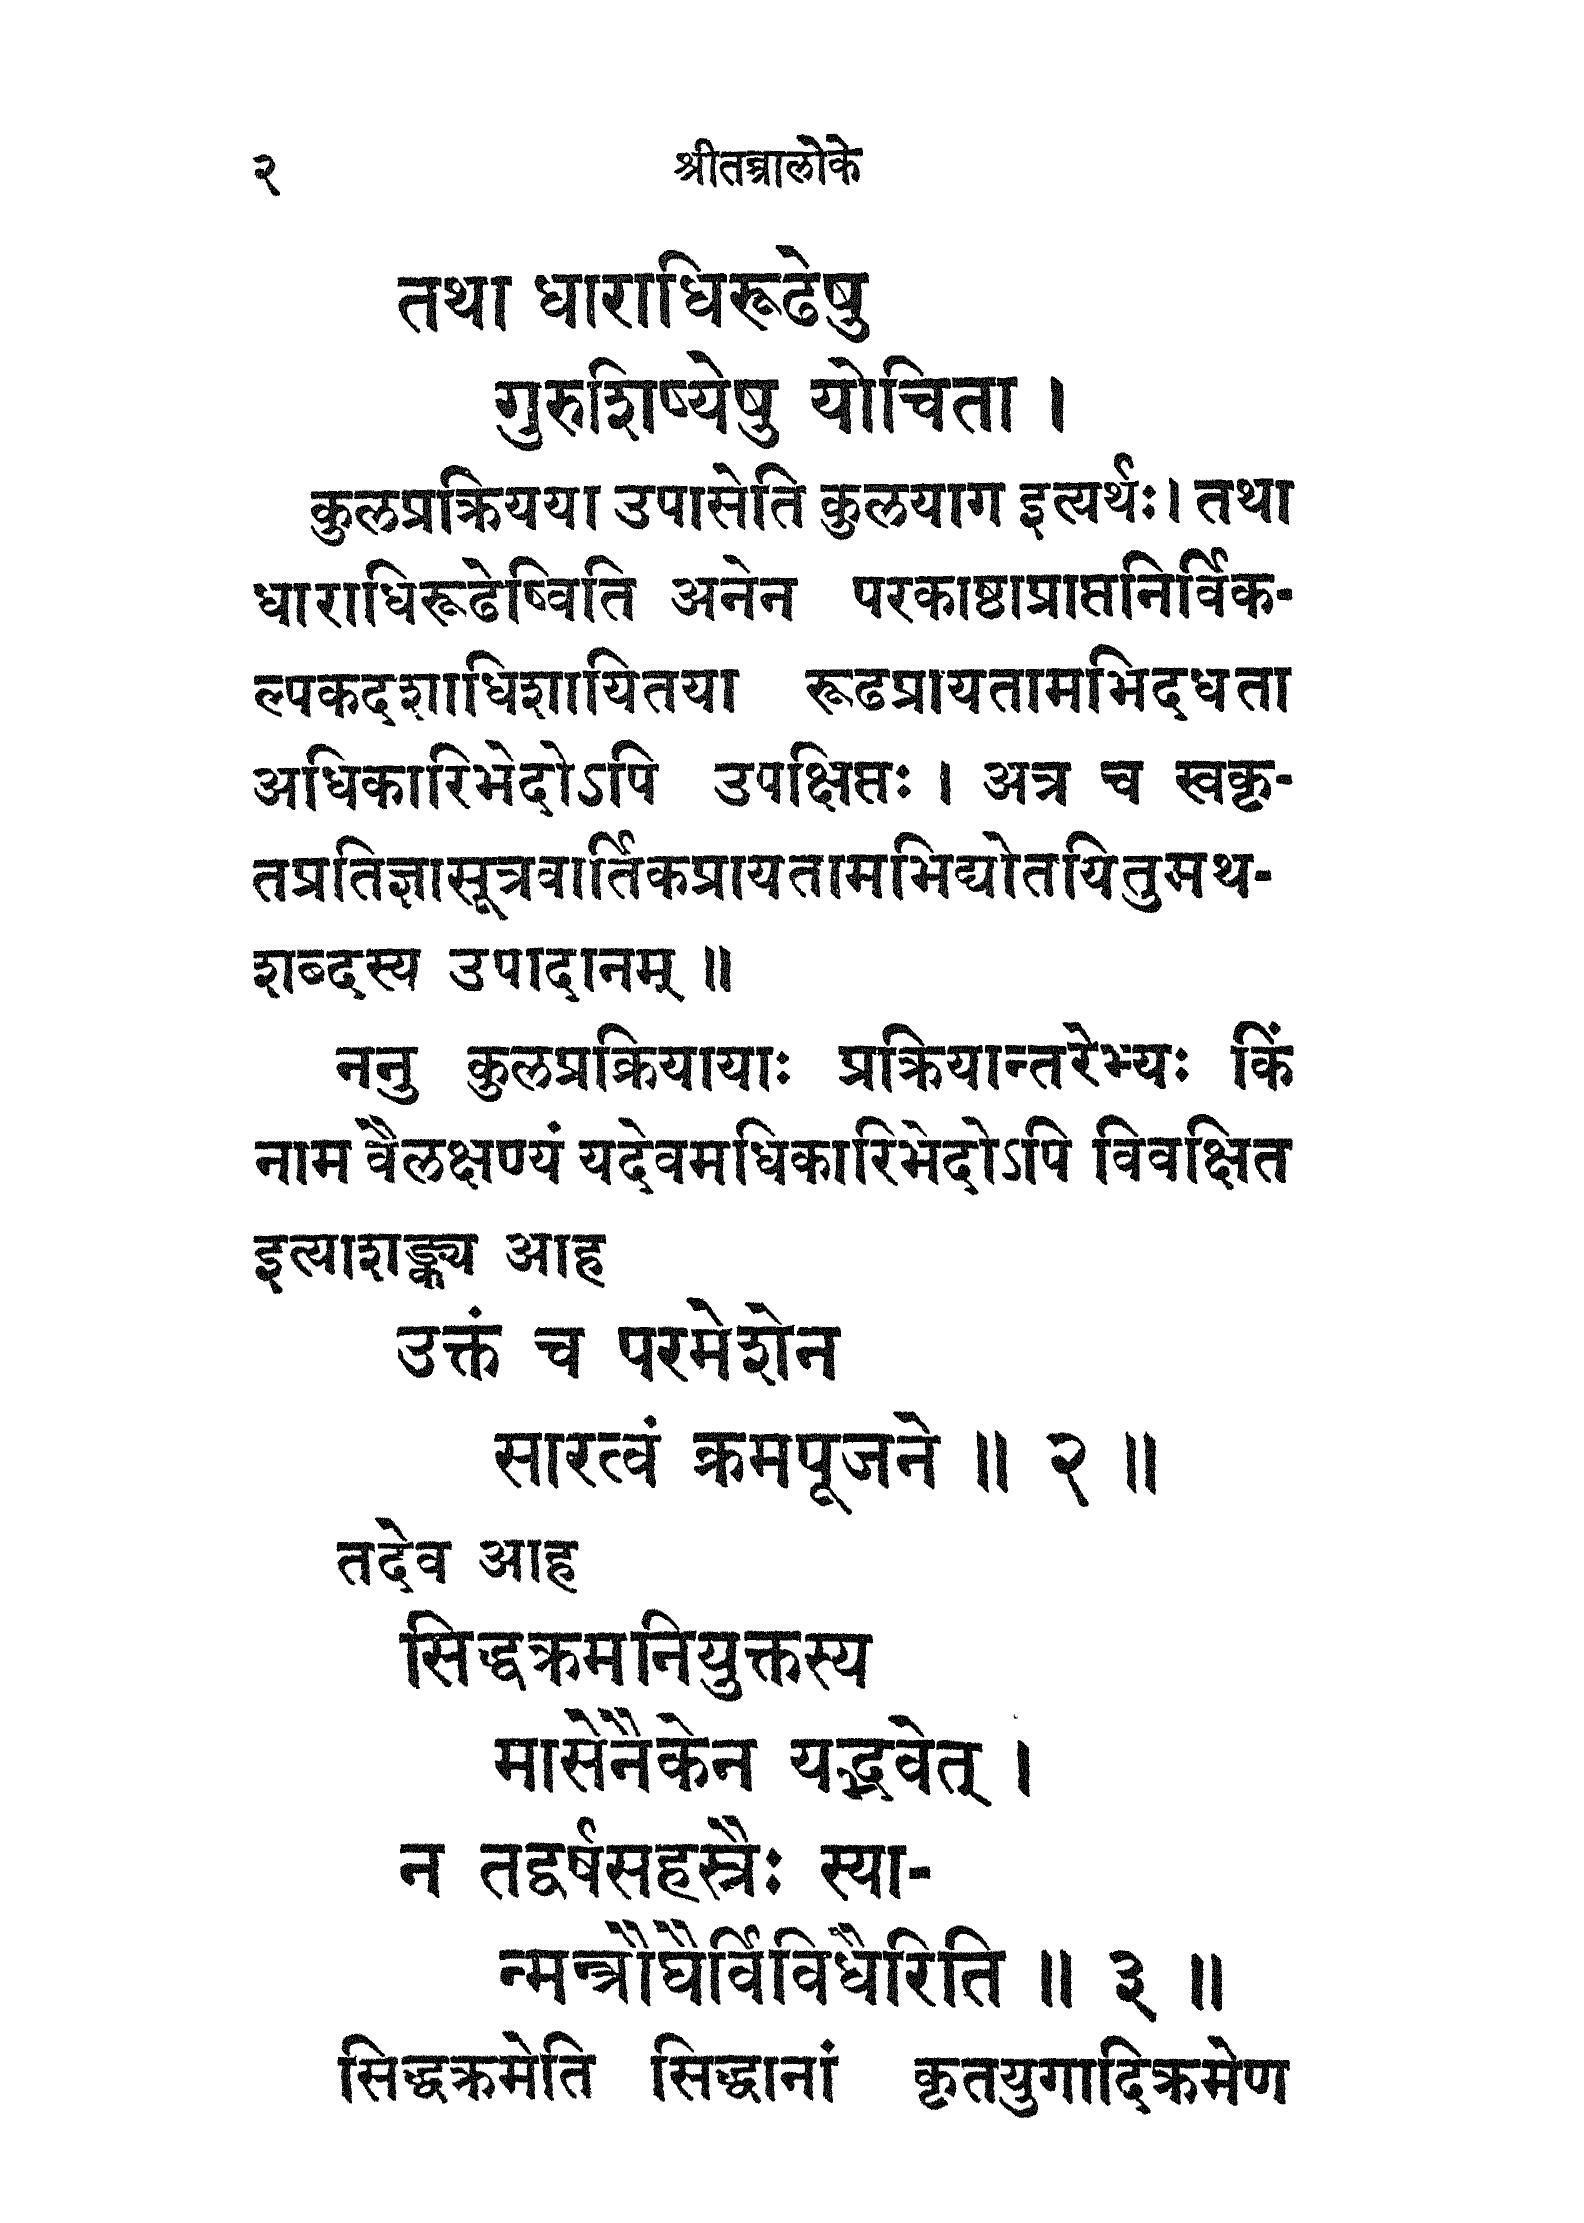 २ श्रीतन्त्रालोके
तथा धाराधिरूढेषु
गुरुशिष्येषु योचिता ।
कुलप्रक्रियया उपासेति कुलयाग इत्यर्थः। तथा
धाराधिरूढेष्विति अनेन परकाष्ठाप्राप्तनिर्विक-
ल्पकदशाधिशायितया रूढप्रायतामभिदधता
अधिकारिभेदोऽपि उपक्षिप्तः । अत्र च स्वकृ-
तप्रतिज्ञासूत्रवार्तिकप्रायतामभिद्योतयितुमथ-
शब्दस्य उपादानम् ॥
ननु कुलप्रक्रियायाः प्रक्रियान्तरेभ्यः किं
नाम वैलक्षण्यं यदेवमधिकारिभेदोऽपि विवक्षित
इत्याशङ्क्य आह
उक्तं च परमेशेन
सारत्वं क्रमपूजने ॥ २ ॥
तदेव आह
सिद्धक्रमनियुक्तस्य
मासेनैकेन यद्भवेत् ।
न तद्वर्षसहस्रैः स्या-
न्मन्त्रौघैर्विविधैरिति ॥ ३ ॥
सिद्धक्रमेति सिद्धानां कृतयुगादिक्रमेण